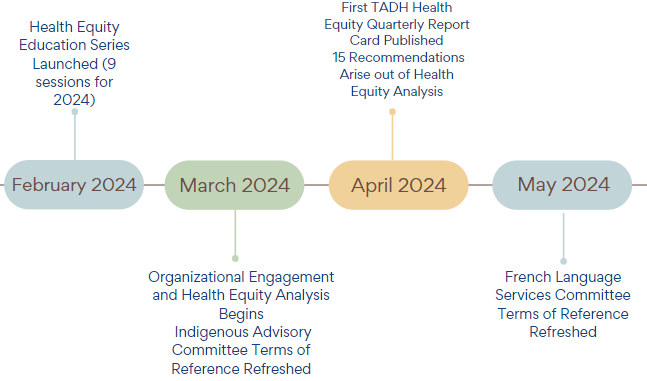 Health Equity
Education Series
Launched (9
sessions for
2024)
February 2024
March 2024
Organizational Engagement
and Health Equity Analysis
Begins
Indigenous Advisory
Committee Terms of
Reference Refreshed
First TADH Health
Equity Quarterly Report
Card Published
15 Recommendations
Arise out of Health
Equity Analysis
April 2024
May 2024
French Language
Services Committee
Terms of Reference
Refreshed